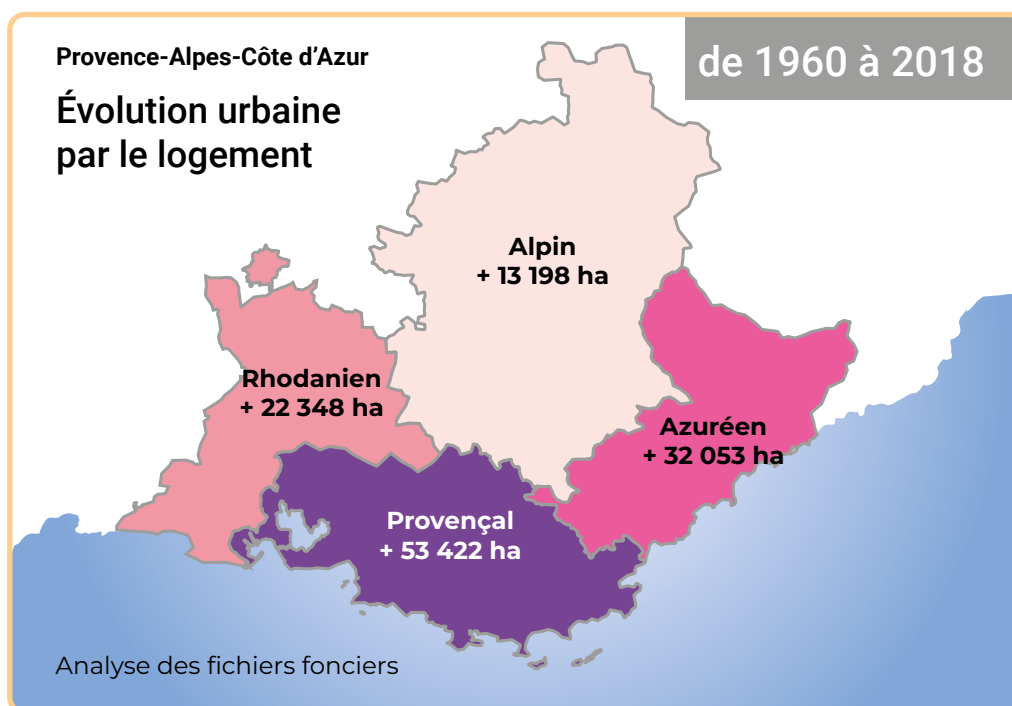 Provence-Alpes-Côte d'Azur
de 1960 à 2018
Évolution urbaine
par le logement
Alpin
+ 13 198 ha
Rhodanien
+ 22 348 ha
Azuréen
+ 32 053 ha
Provençal
+ 53 422 ha
Analyse des fichiers fonciers